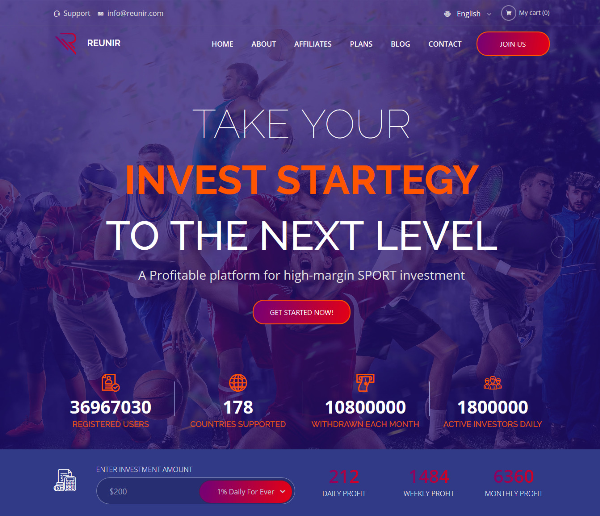 Support info@reunir.com English My cart (0)
REUNIR HOME ABOUT AFFILIATES PLANS BLOG CONTACT JOIN US
TAKE YOUR
INVEST STARTEGY
TO THE NEXT LEVEL
A Profitable platform for high-margin SPORT investment
GET STARTED NOW!
36967030 178 10800000 1800000
REGISTERED USERS COUNTRIES SUPPORTED WITHDRAWN EACH MONTH ACTIVE INVESTORS DAILY
ENTER INVESTMENT AMOUNT
$200 1% Daily For Ever
212 1484 6360
DAILY PROFIT WEEKLY PROFIT MONTHLY PROFIT